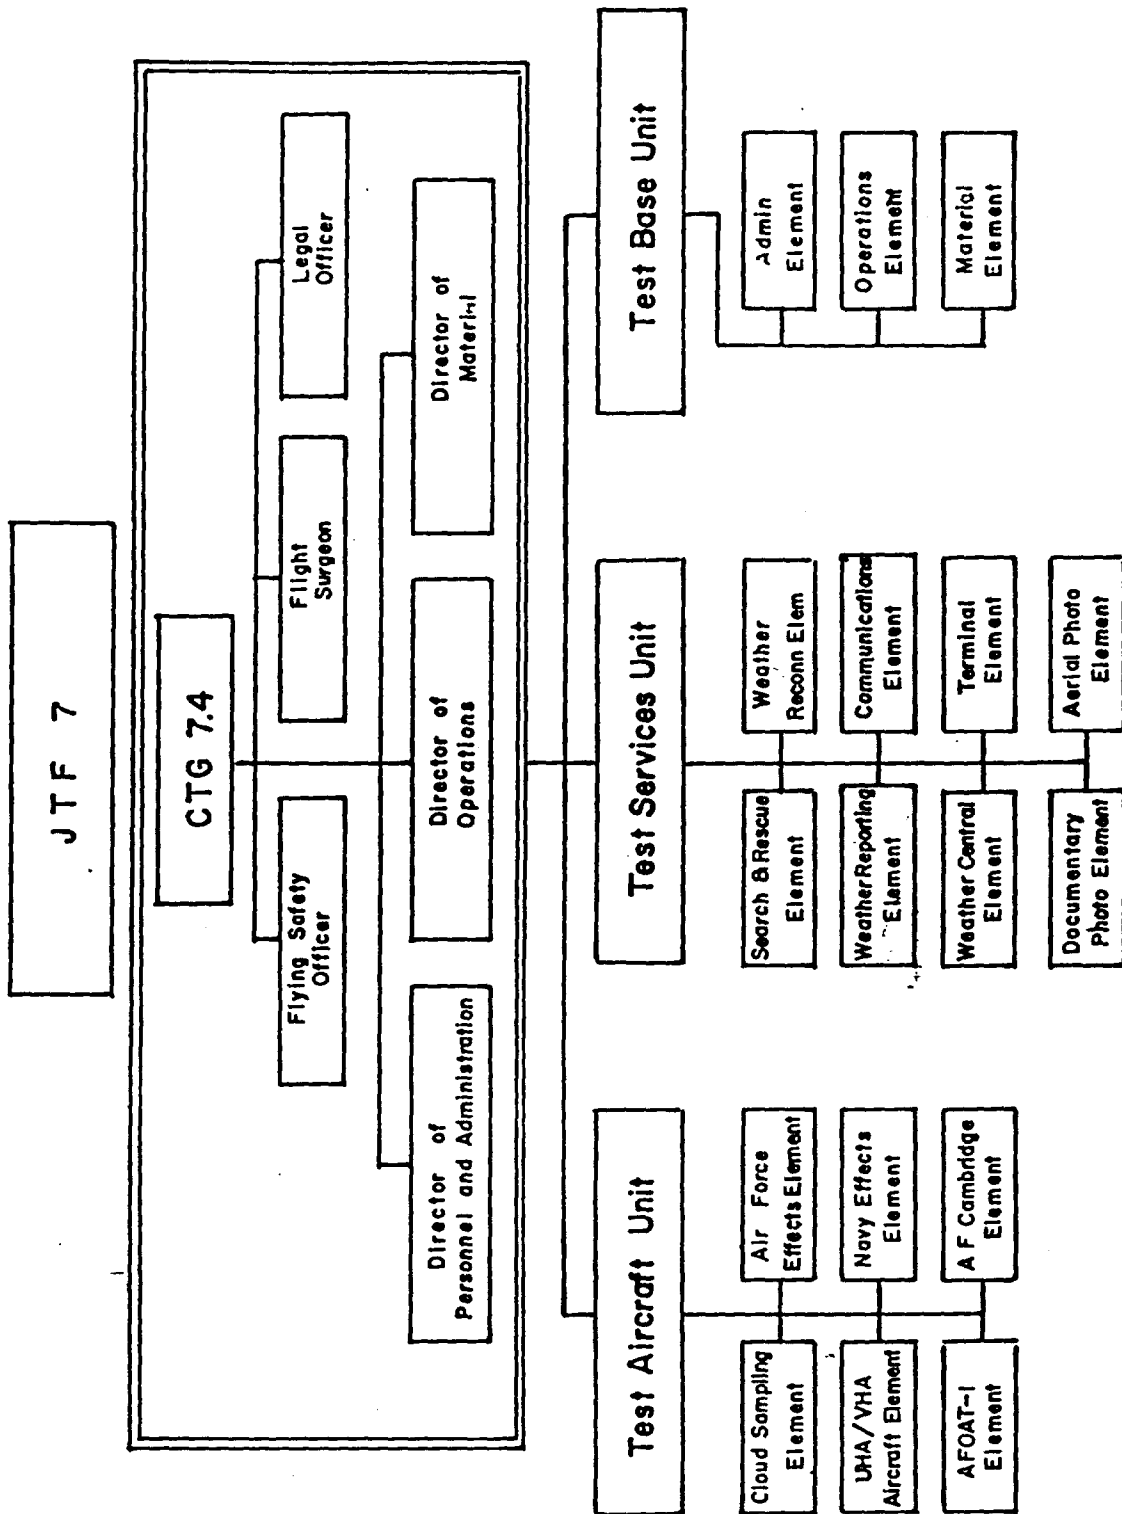 JTF 7
CTG 7.4
Flying Safety
Officer
Flight
Surgeon
Legal
Officer
Director of
Personnel and Administration
Director of
Operations
Director of
Material
Test Aircraft Unit
Test Services Unit
Test Base Unit
Cloud Sampling
Element
Air Force
Effects Element
UHA/VHA
Aircraft Element
Navy Effects
Element
AFOAT-1
Element
A F Cambridge
Element
Search & Rescue
Element
Weather
Reconn Elem
Weather Reporting
Element
Communications
Element
Weather Central
Element
Terminal
Element
Documentary
Photo Element
Aerial Photo
Element
Admin
Element
Operations
Element
Material
Element